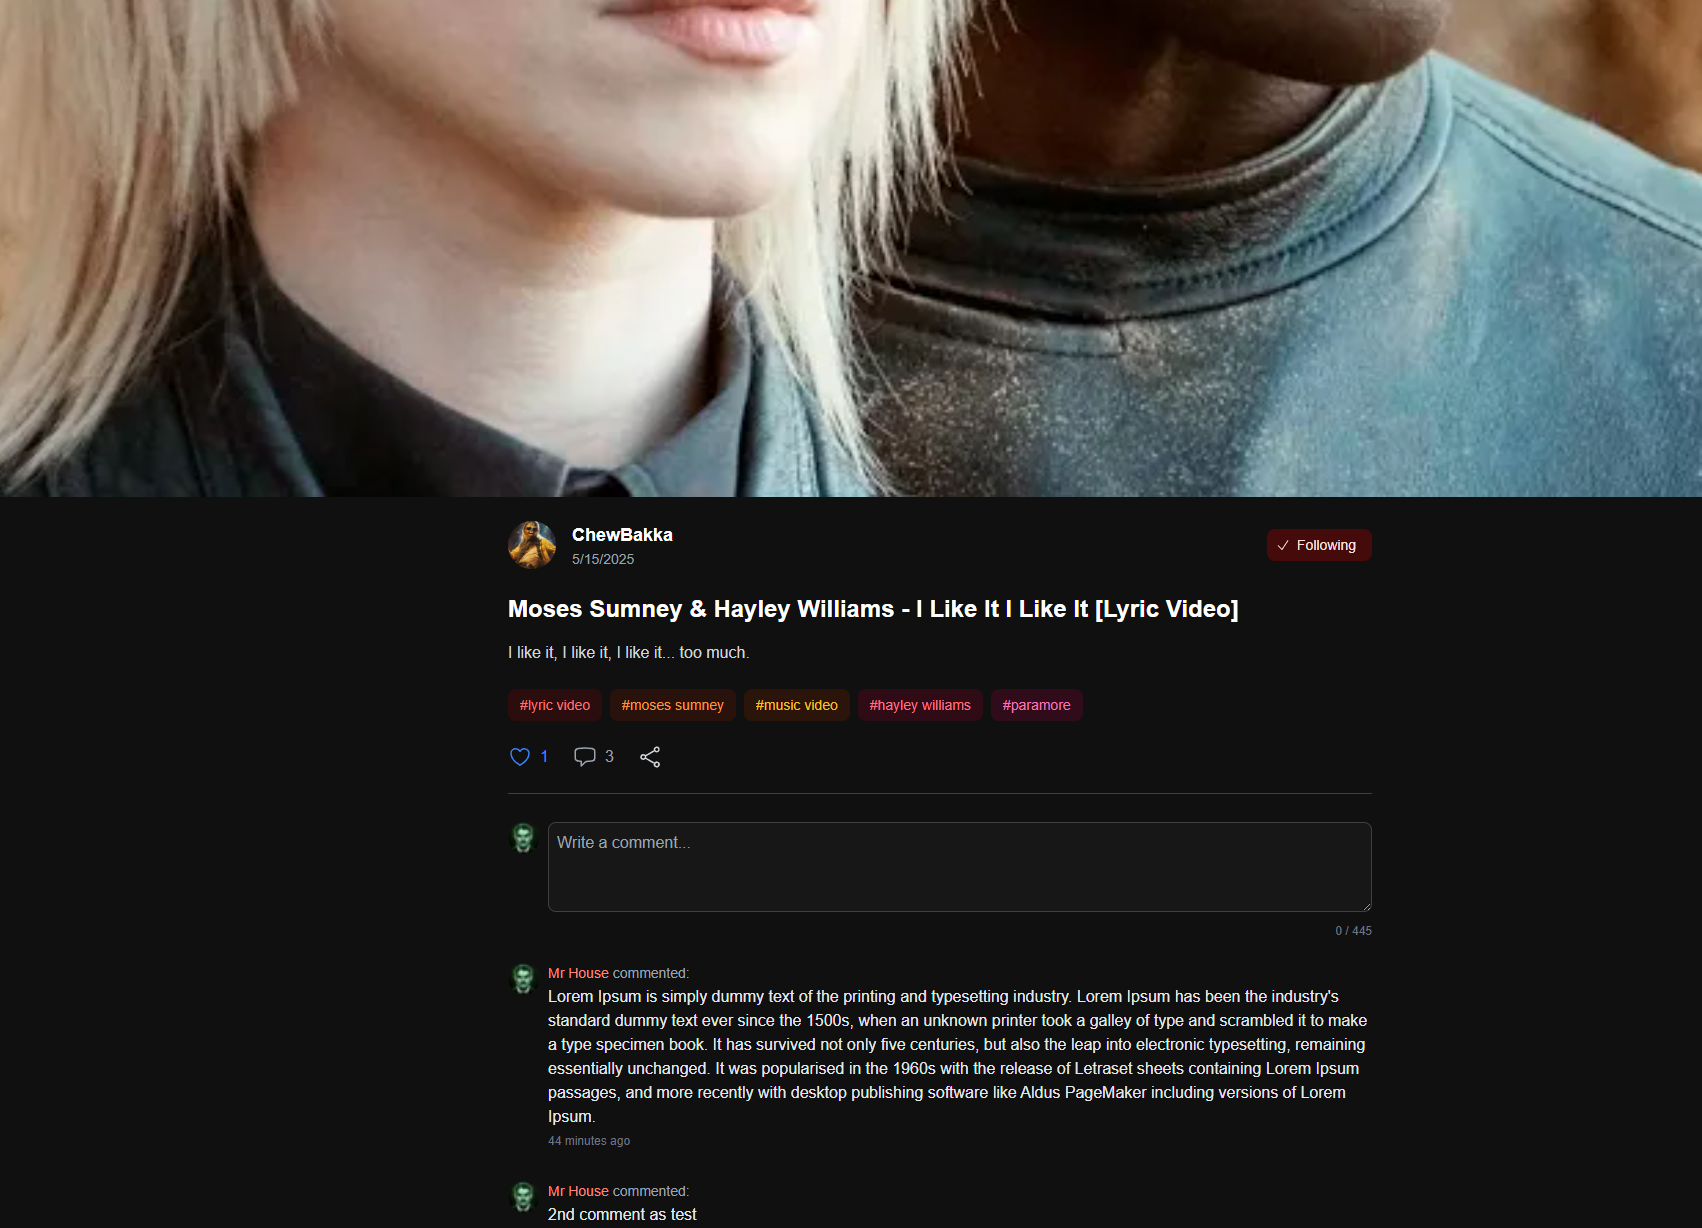 ChewBakka
5/15/2025
Following
Moses Sumney & Hayley Williams - I Like It I Like It [Lyric Video]
I like it, I like it, I like it... too much.
#lyric video #moses sumney #music video #hayley williams #paramore
1 3
Write a comment...
0 / 445
Mr House commented:
Lorem Ipsum is simply dummy text of the printing and typesetting industry. Lorem Ipsum has been the industry's
standard dummy text ever since the 1500s, when an unknown printer took a galley of type and scrambled it to make
a type specimen book. It has survived not only five centuries, but also the leap into electronic typesetting, remaining
essentially unchanged. It was popularised in the 1960s with the release of Letraset sheets containing Lorem Ipsum
passages, and more recently with desktop publishing software like Aldus PageMaker including versions of Lorem
Ipsum.
44 minutes ago
Mr House commented:
2nd comment as test